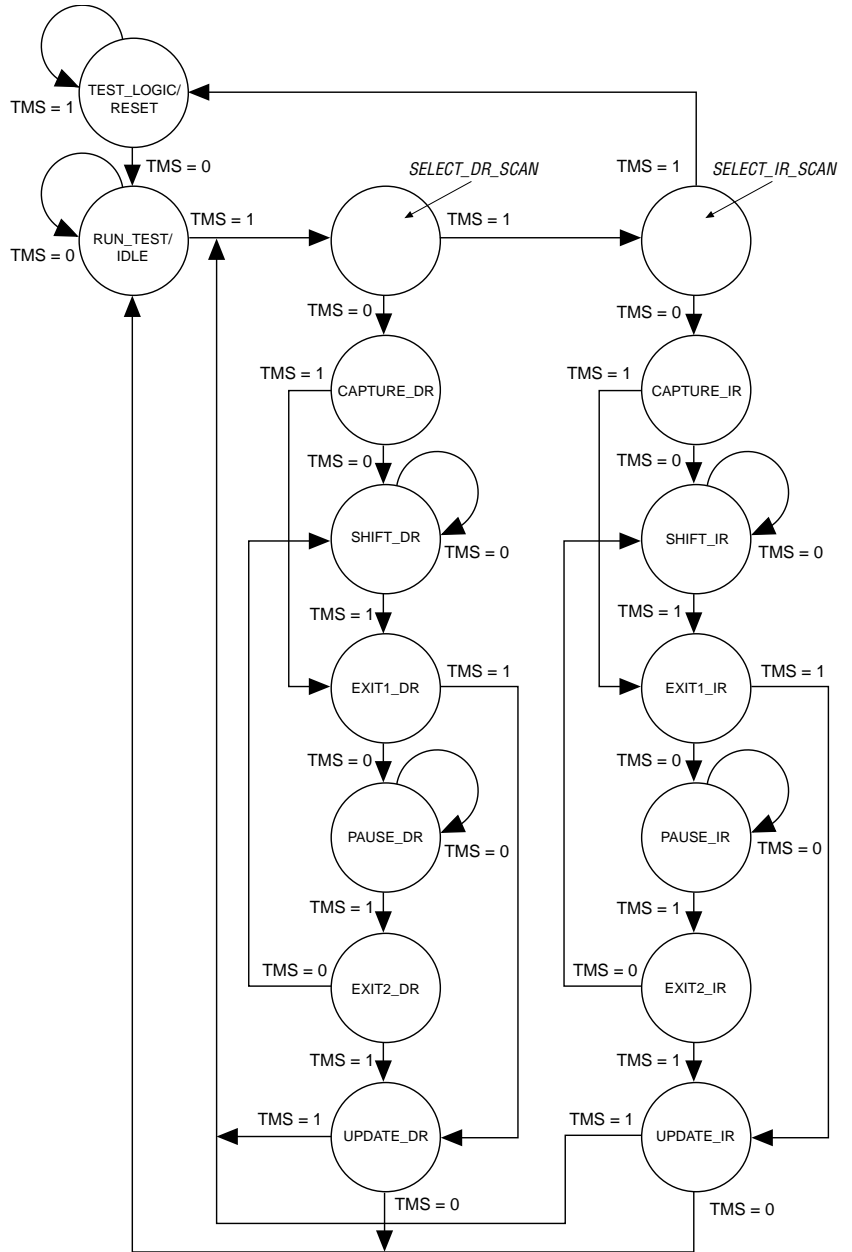 TEST_LOGIC/
RESET
TMS = 1
TMS = 0
SELECT_DR_SCAN
TMS = 1
SELECT_IR_SCAN
RUN_TEST/
IDLE
TMS = 0
TMS = 1
TMS = 1
TMS = 0
TMS = 0
TMS = 1
CAPTURE_DR
TMS = 1
CAPTURE_IR
TMS = 0
TMS = 0
SHIFT_DR
TMS = 0
SHIFT_IR
TMS = 0
TMS = 1
TMS = 1
EXIT1_DR
TMS = 1
EXIT1_IR
TMS = 1
TMS = 0
TMS = 0
PAUSE_DR
TMS = 0
PAUSE_IR
TMS = 0
TMS = 1
TMS = 1
TMS = 0
EXIT2_DR
TMS = 0
EXIT2_IR
TMS = 1
TMS = 1
TMS = 1
UPDATE_DR
TMS = 1
UPDATE_IR
TMS = 0
TMS = 0